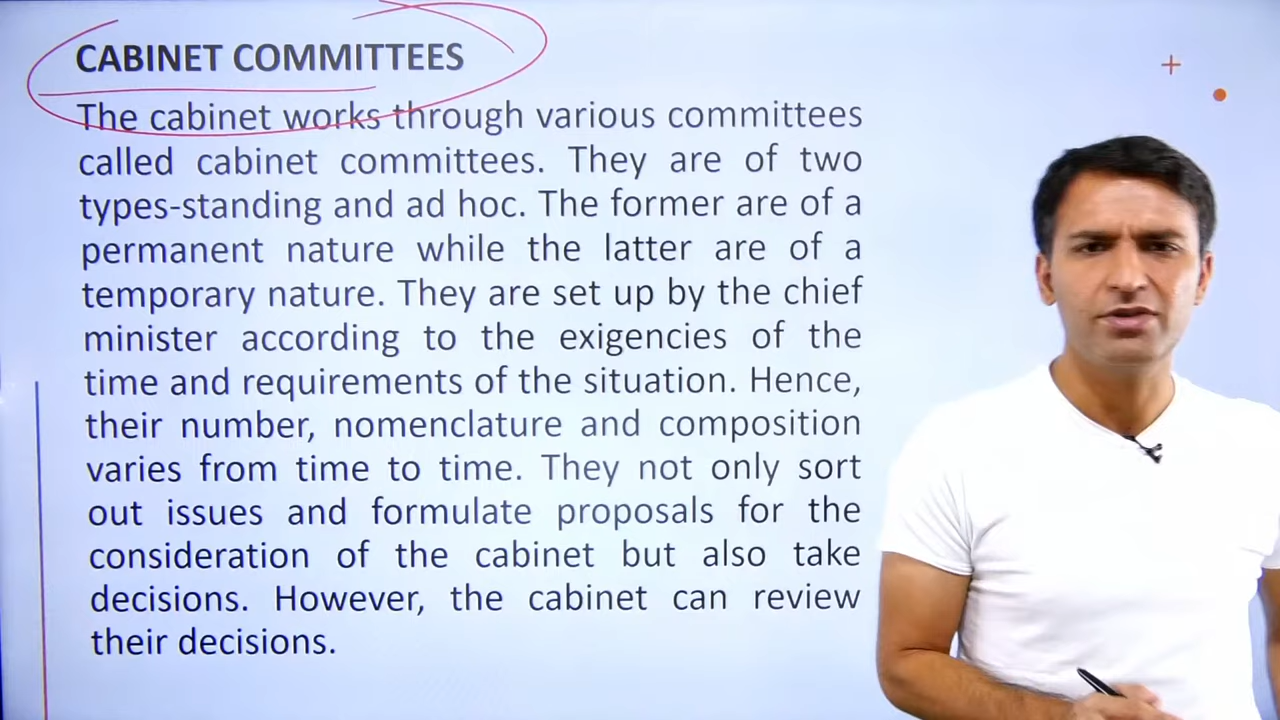 CABINET COMMITTEES
The cabinet works through various committees
called cabinet committees. They are of two
types-standing and ad hoc. The former are of a
permanent nature while the latter are of a
temporary nature. They are set up by the chief
minister according to the exigencies of the
time and requirements of the situation. Hence,
their number, nomenclature and composition
varies from time to time. They not only sort
out issues and formulate proposals for the
consideration of the cabinet but also take
decisions. However, the cabinet can review
their decisions.